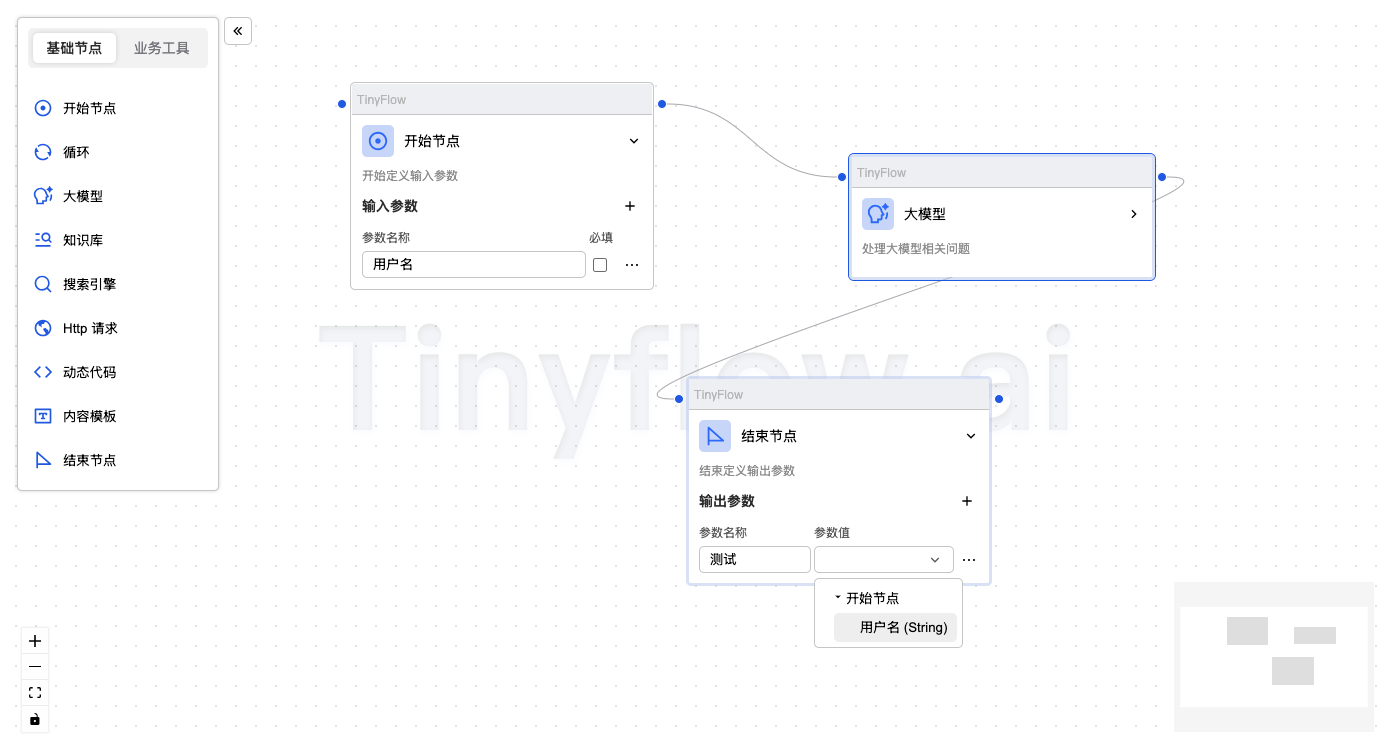 基础节点
业务工具
开始节点
循环
大模型
知识库
搜索引擎
Http 请求
动态代码
内容模板
结束节点
TinyFlow
开始节点
开始定义输入参数
输入参数
参数名称 必填
用户名
TinyFlow
大模型
处理大模型相关问题
Tinyflow.ai
TinyFlow
结束节点
结束定义输出参数
输出参数
参数名称 参数值
测试
开始节点
用户名 (String)